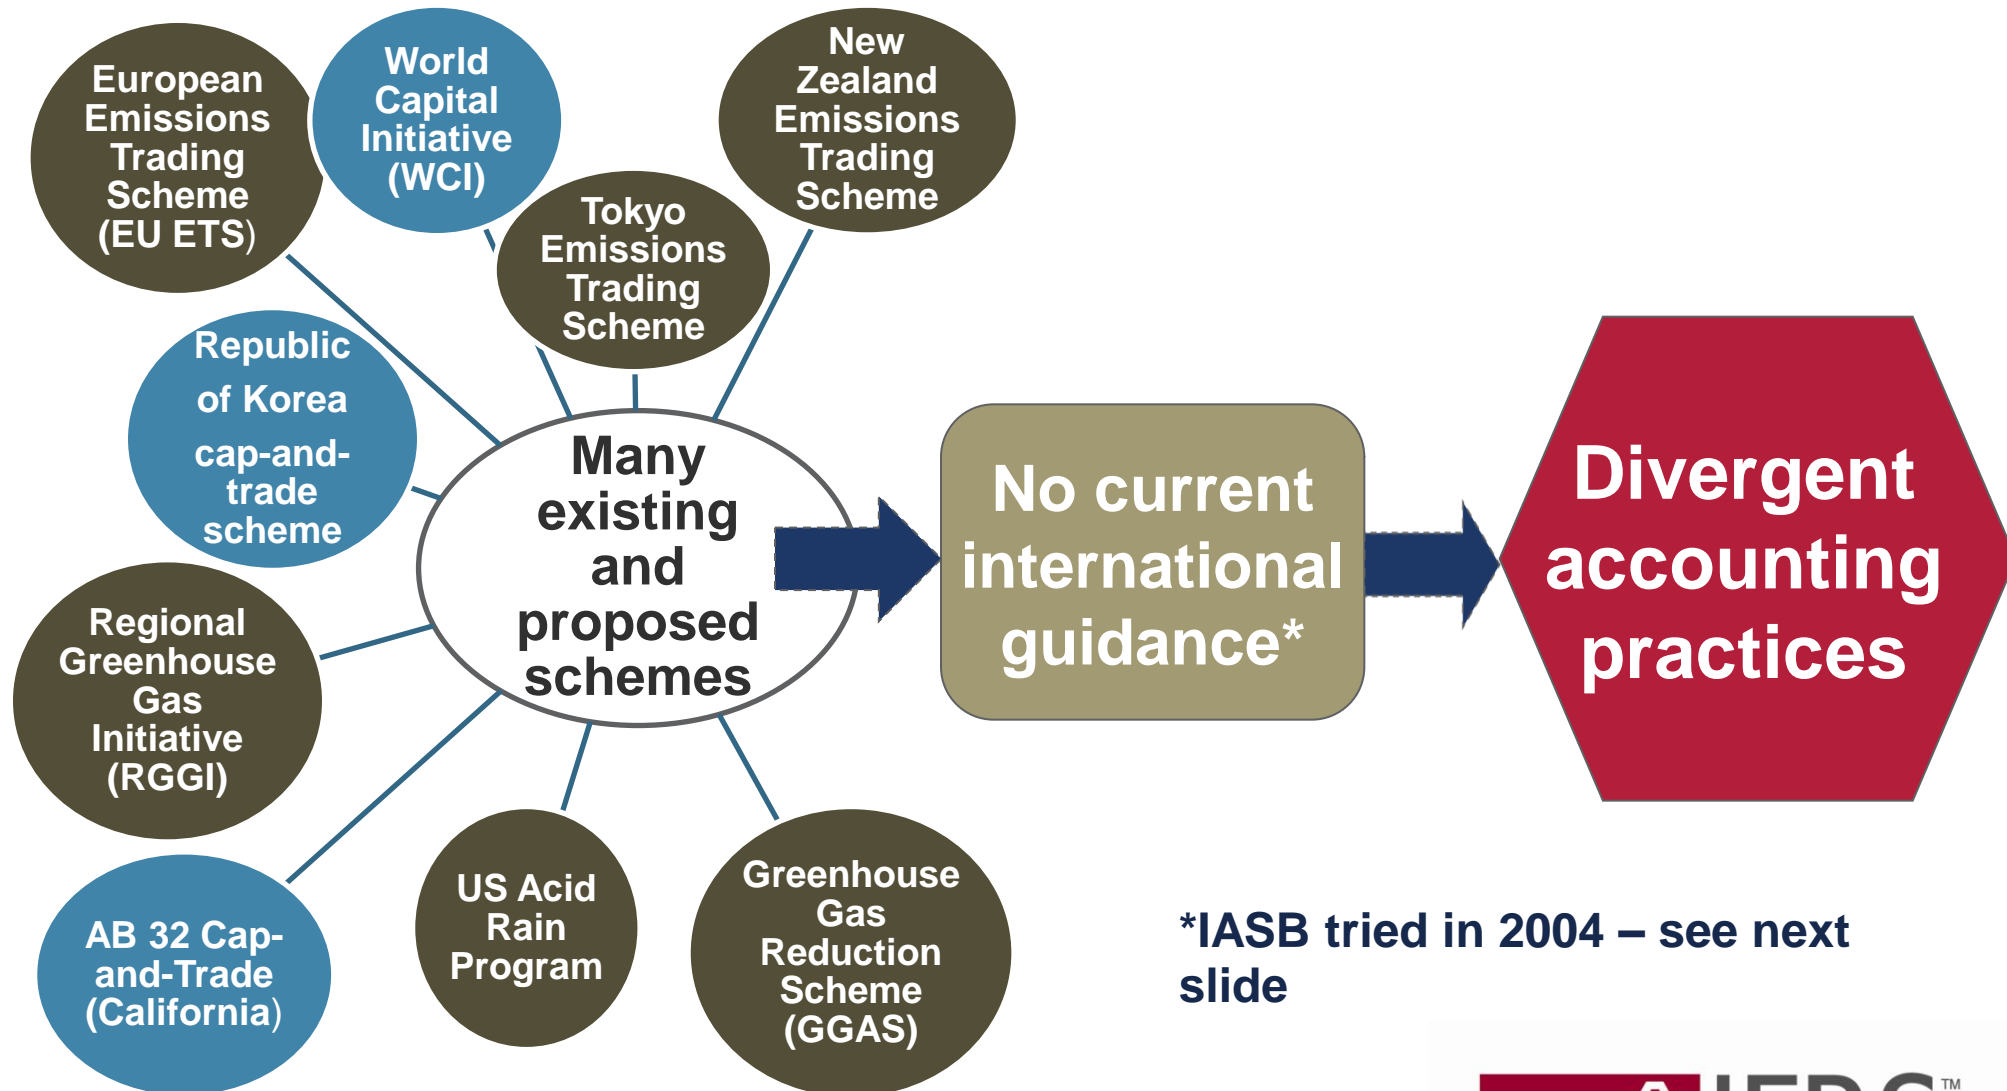 European
Emissions
Trading
Scheme
(EU ETS)
World
Capital
Initiative
(WCI)
New
Zealand
Emissions
Trading
Scheme
Tokyo
Emissions
Trading
Scheme
Republic
of Korea
cap-and-
trade
scheme
Regional
Greenhouse
Gas
Initiative
(RGGI)
AB 32 Cap-
and-Trade
(California)
US Acid
Rain
Program
Greenhouse
Gas
Reduction
Scheme
(GGAS)
Many
existing
and
proposed
schemes
No current
international
guidance*
Divergent
accounting
practices
*IASB tried in 2004 – see next
slide